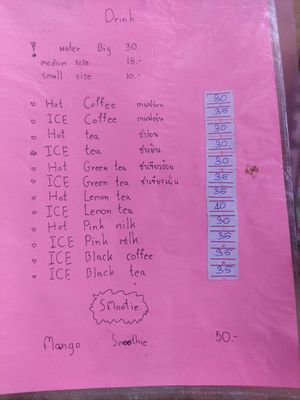 Drink
! Water Big 30.-
medium size 15.-
small size 10.-
Hot Coffee กาแฟร้อน 30
ICE Coffee กาแฟเย็น 35
Hot tea ชาร้อน 30
ICE tea ชาเย็น 30
Hot Green tea ชาเขียวร้อน 30
ICE Green tea ชาเขียวเย็น 35
Hot Lemon tea 35
ICE Lemon tea 40
Hot Pink milk 30
ICE Pink milk 35
ICE Black coffee 35
ICE Black tea 35
Smootie
Mango Smoothie 50.-